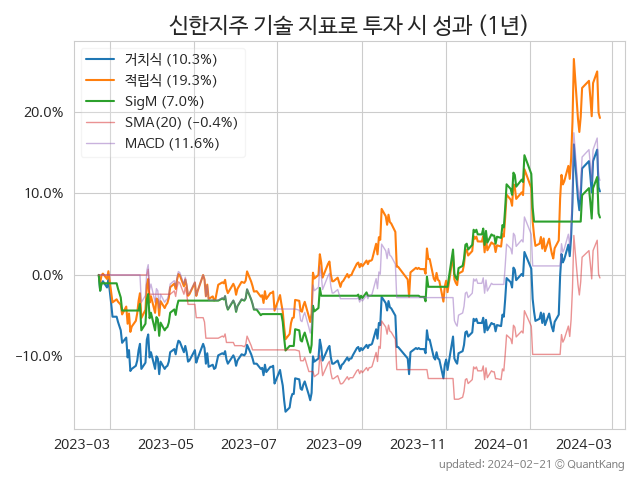 신한지주 기술 지표로 투자 시 성과 (1년)
거치식 (10.3%)
적립식 (19.3%)
SigM (7.0%)
SMA(20) (−0.4%)
MACD (11.6%)
20.0%
10.0%
0.0%
−10.0%
2023-03 2023-05 2023-07 2023-09 2023-11 2024-01 2024-03
updated: 2024-02-21 © QuantKang